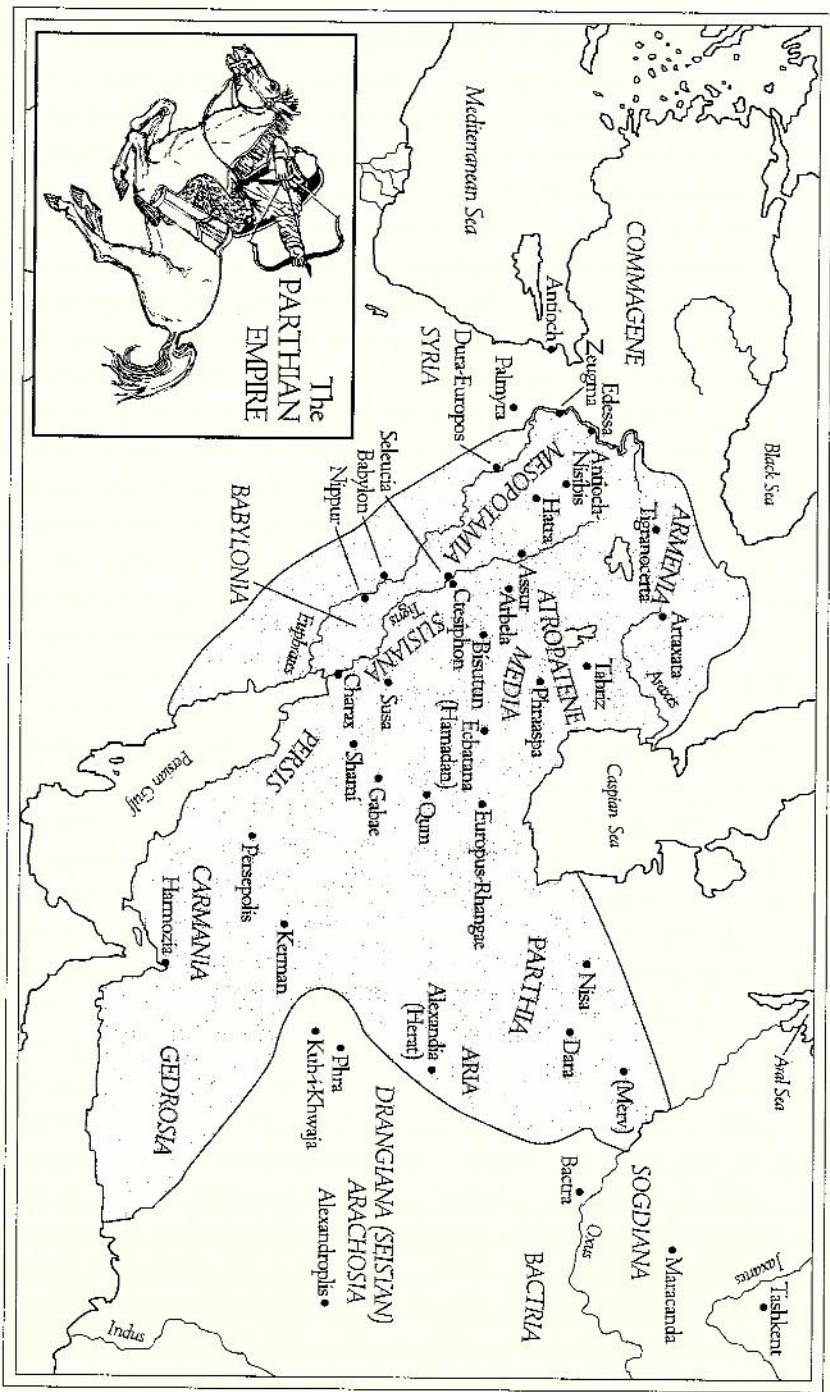 The
PARTHIAN
EMPIRE
Mediterranean Sea
COMMAGENE
Black Sea
Antioch
Zeugma
Edessa
SYRIA
Palmyra
Dura-Europos
Antioch-
Nisibis
Hatra
MESOPOTAMIA
ARMENIA
Tigranocerta
Artaxata
Araxes
Seleucia
Babylon
Nippur
BABYLONIA
Euphrates
Tigris
SUSIANA
Ctesiphon
Assur
Arbela
ATROPATENE
Tabriz
MEDIA
Phraaspa
Bisutun
Ecbatana
(Hamadan)
Europus-Rhangae
Caspian Sea
Susa
Charax
Shami
Gabae
Qum
PERSIS
Persian Gulf
Persepolis
CARMANIA
Harmozia
Kerman
PARTHIA
Nisa
Dara
(Merv)
Aral Sea
Alexandia
(Herat)
ARIA
Phra
Kuh-i-Khwaja
GEDROSIA
DRANGIANA (SEISTAN)
ARACHOSIA
Alexandroplis
Bactra
Oxus
SOGDIANA
BACTRIA
Maracanda
Jaxartes
Tashkent
Indus